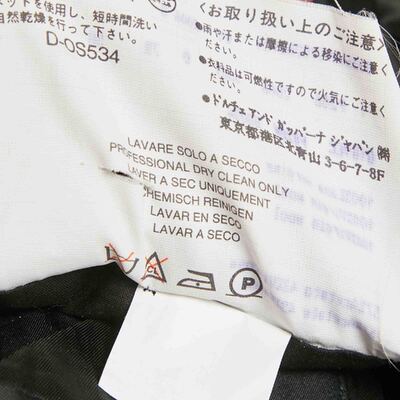 ネットを使用し、短時間洗い
自然乾燥を行って下さい。
D-OS534
〈お取り扱い上のご注意〉
●雨や汗または摩擦による移染にご注意
ください。
●衣料品は可燃性ですので火気にご注意
ください。
●ドルチェ アンド ガッバーナ ジャパン ㈱
東京都港区北青山 3-6-7-8F
LAVARE SOLO A SECCO
PROFESSIONAL DRY CLEAN ONLY
LAVER A SEC UNIQUEMENT
CHEMISCH REINIGEN
LAVAR EN SECO
LAVAR A SECO
CL
P